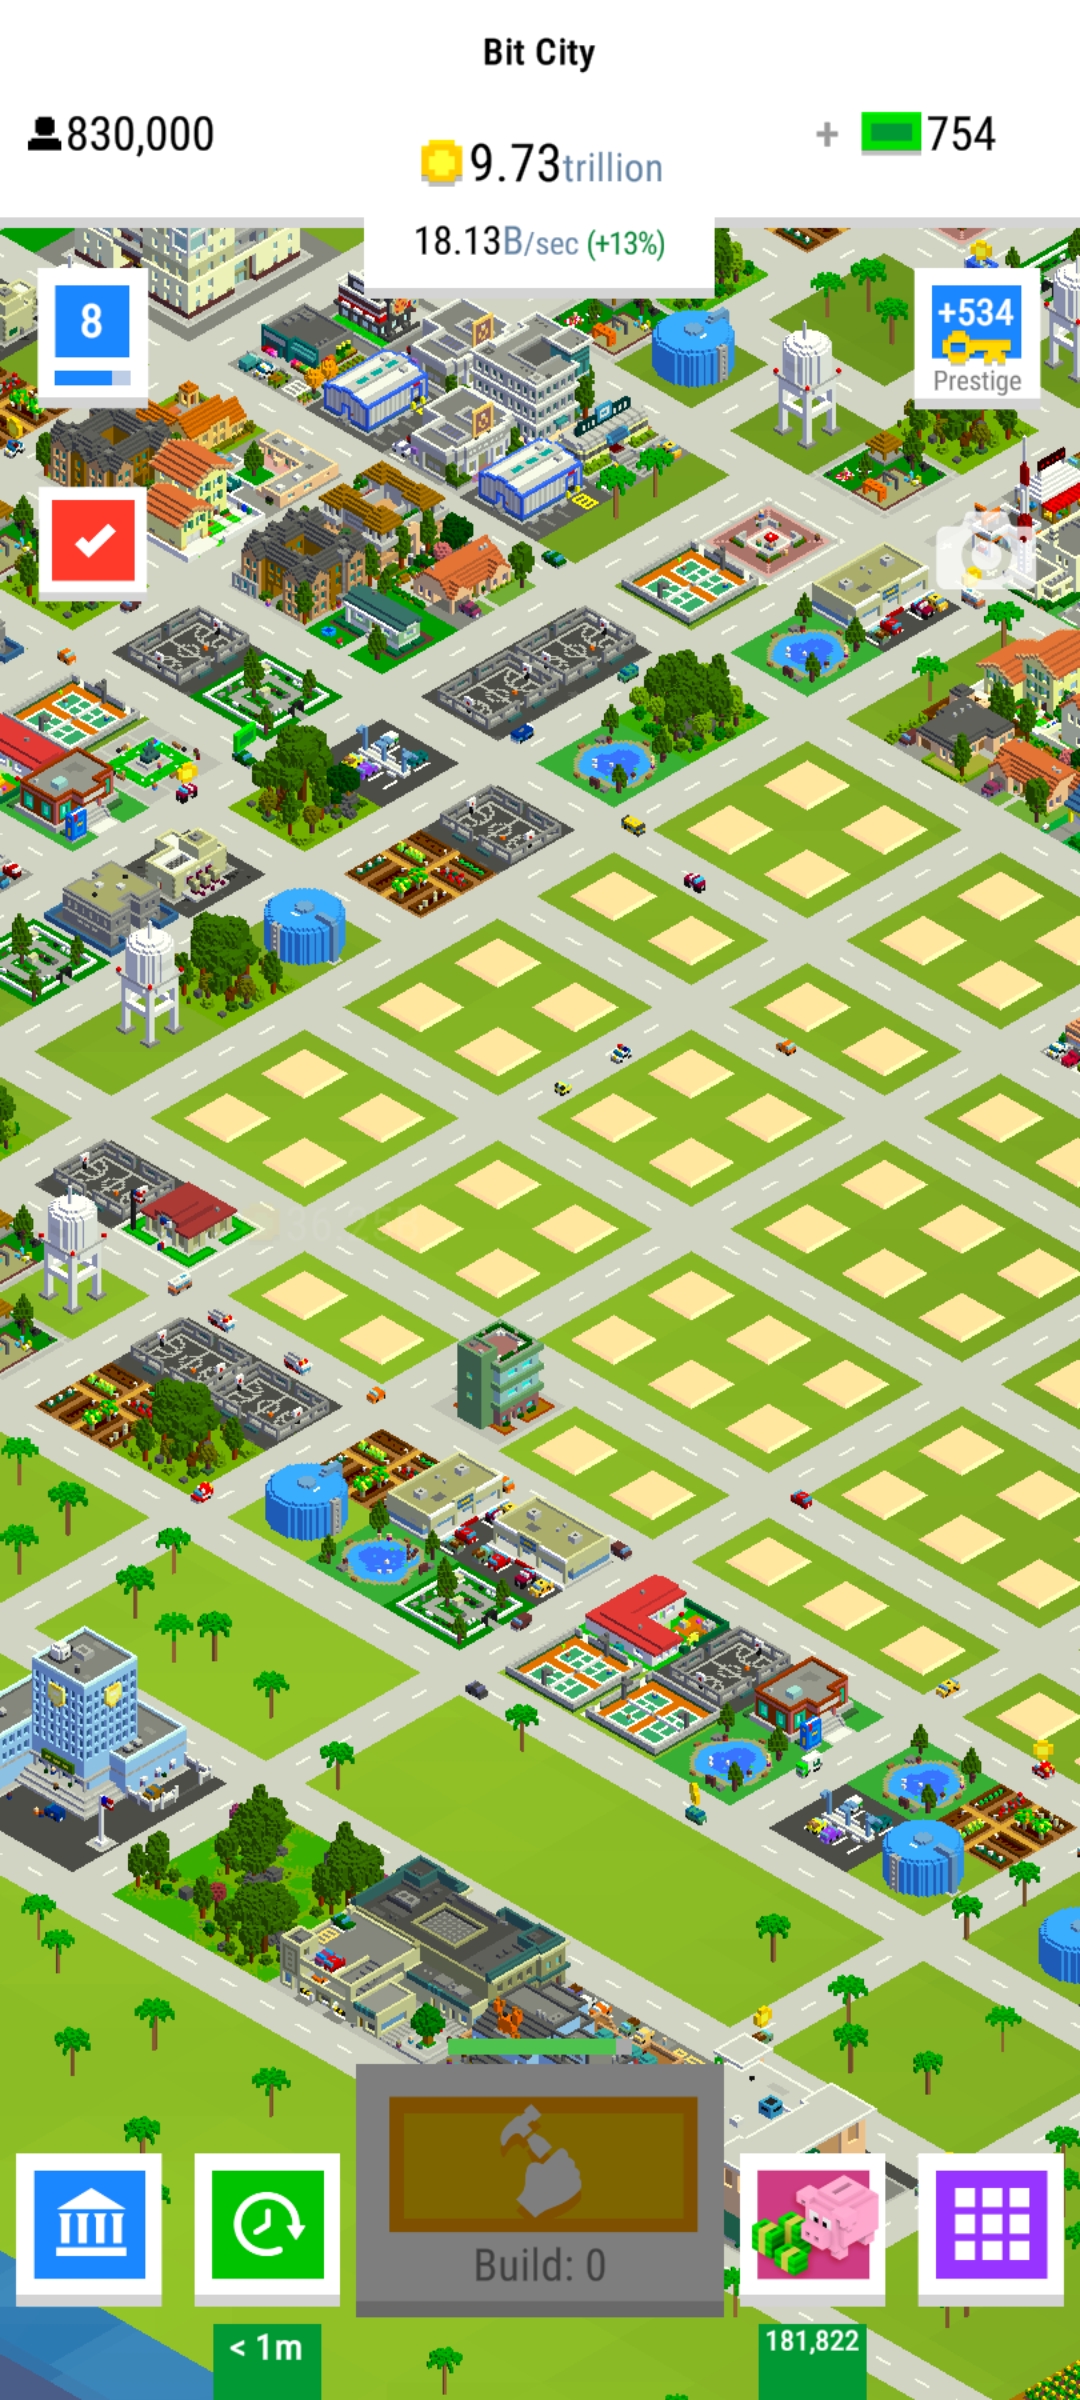 Bit City
830,000
+ 754
9.73trillion
18.13B/sec (+13%)
8
+534
Prestige
Build: 0
< 1m
181,822